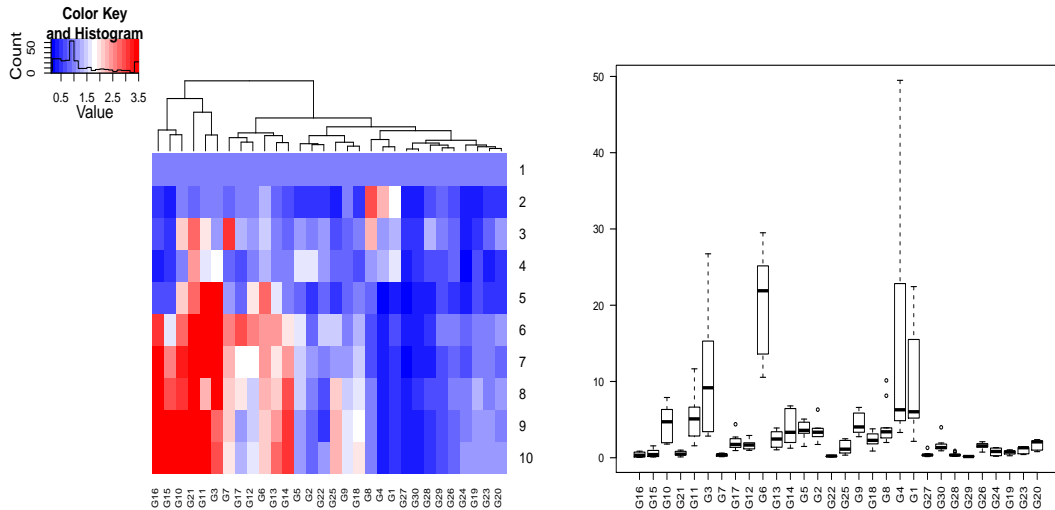 Color Key
and Histogram
Count
0
50
0.5
1.5
2.5
3.5
Value
1
2
3
4
5
6
7
8
9
10
G16
G15
G10
G21
G11
G3
G7
G17
G12
G6
G13
G14
G5
G2
G22
G25
G9
G18
G8
G4
G1
G27
G30
G28
G29
G26
G24
G19
G23
G20
0
10
20
30
40
50
G16
G15
G10
G21
G11
G3
G7
G17
G12
G6
G13
G14
G5
G2
G22
G25
G9
G18
G8
G4
G1
G27
G30
G28
G29
G26
G24
G19
G23
G20